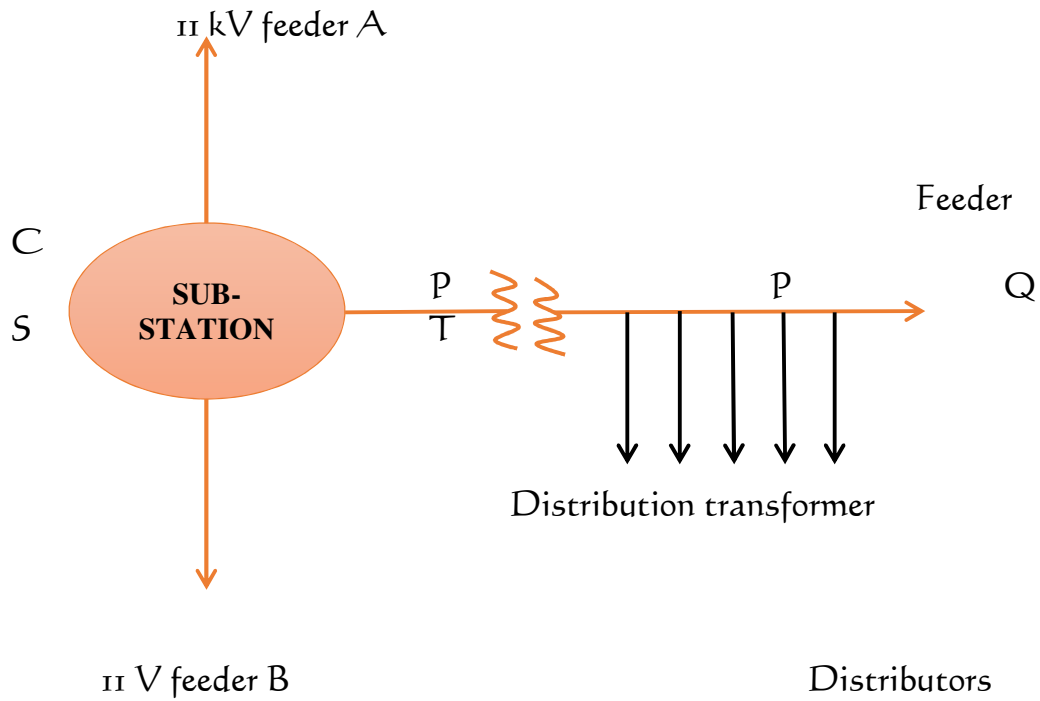 11 kV feeder A
Feeder
C
S
SUB-
STATION
P
T
P
Q
Distribution transformer
11 V feeder B
Distributors